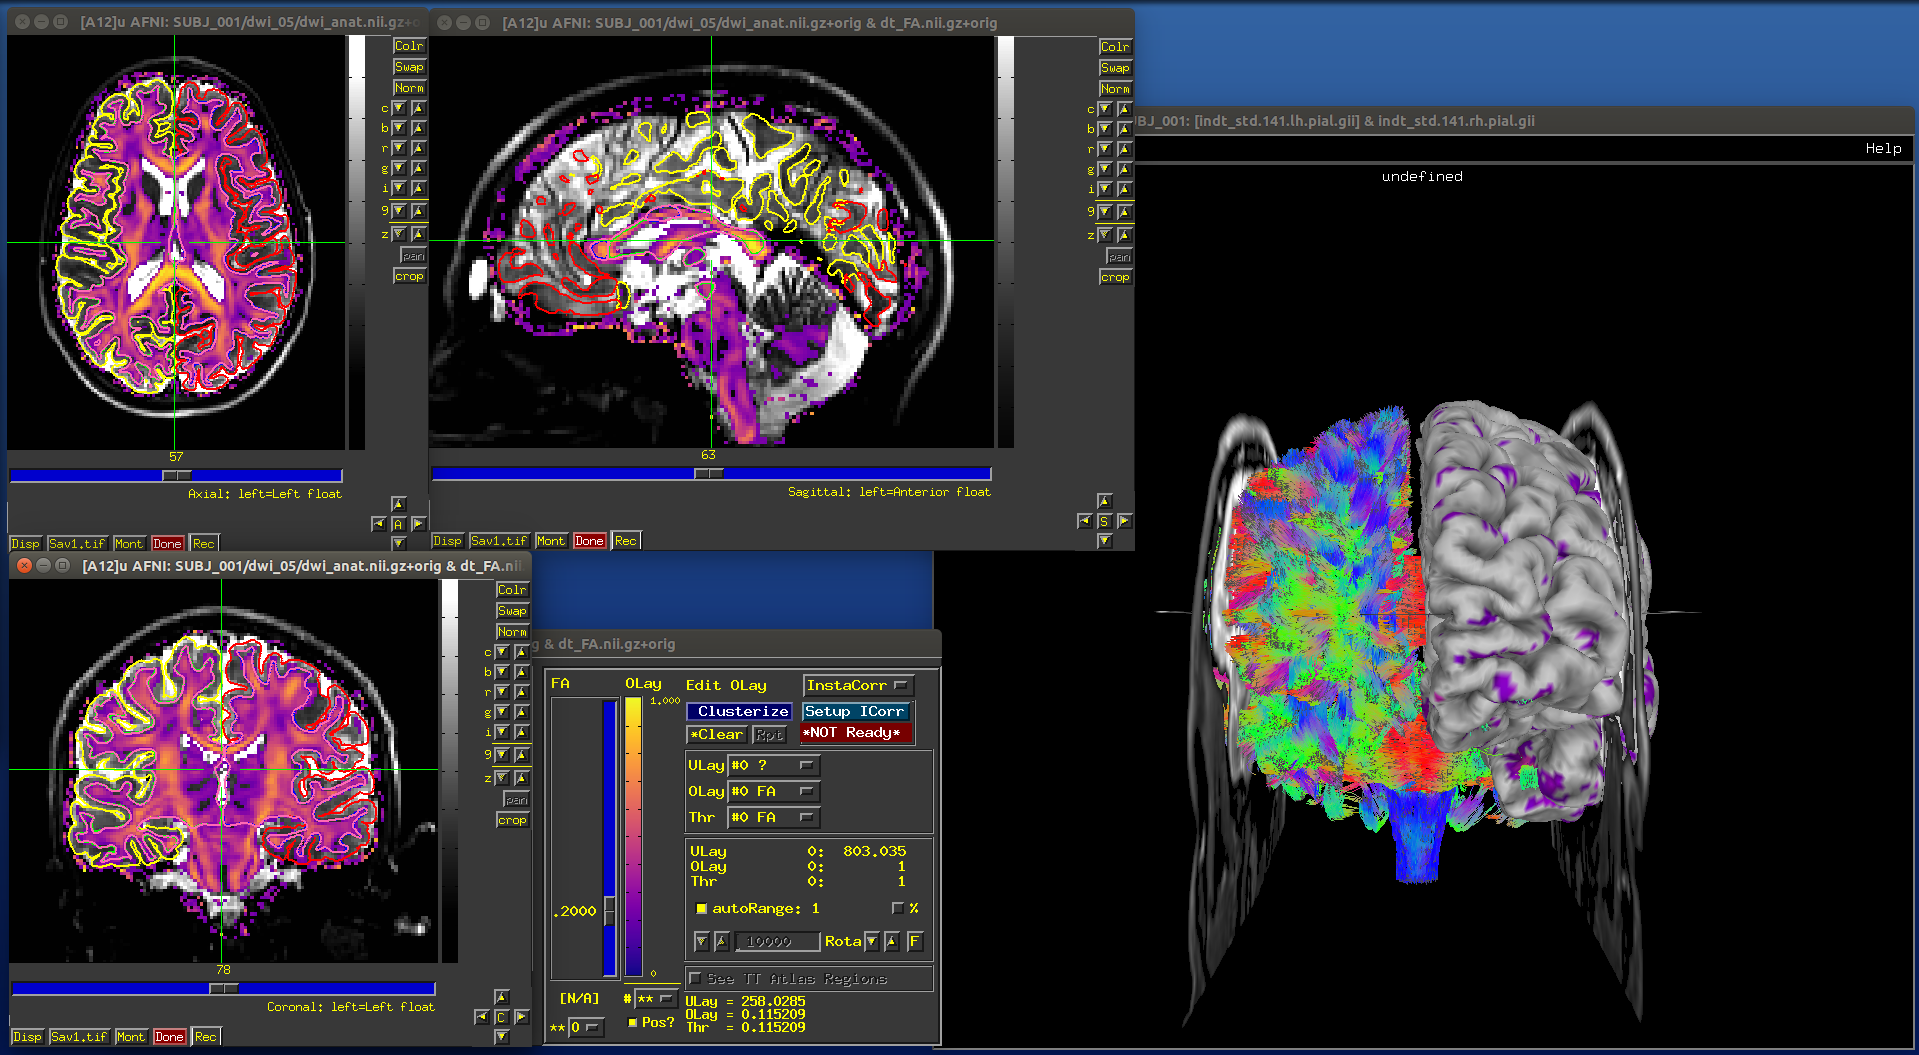 [A12]u AFNI: SUBJ_001/dwi_05/dwi_anat.nii.gz+o
Colr
Swap
Norm
c
b
r
g
i
9
z
pan
crop
57
Axial: left=Left float
A
Disp Sav1.tif Mont Done Rec
[A12]u AFNI: SUBJ_001/dwi_05/dwi_anat.nii.gz+orig & dt_FA.nii.gz+orig
Colr
Swap
Norm
c
b
r
g
i
9
z
pan
crop
63
Sagittal: left=Anterior float
S
Disp Sav1.tif Mont Done Rec
BJ_001: [indt_std.141.lh.pial.gii] & indt_std.141.rh.pial.gii
Help
undefined
[A12]u AFNI: SUBJ_001/dwi_05/dwi_anat.nii.gz+orig & dt_FA.nii
Colr
Swap
Norm
c
b
r
g
i
9
z
pan
crop
78
Coronal: left=Left float
C
Disp Sav1.tif Mont Done Rec
g & dt_FA.nii.gz+orig
FA OLay Edit OLay InstaCorr
1.000
Clusterize Setup ICorr
*Clear Rpt *NOT Ready*
ULay #0 ?
OLay #0 FA
Thr #0 FA
ULay 0: 803.035
OLay 0: 1
Thr 0: 1
.2000 autoRange: 1 %
10000 Rota F
0 See TT Atlas Regions
[N/A] # ** ULay = 258.0285
OLay = 0.115209
** 0 Pos? Thr = 0.115209